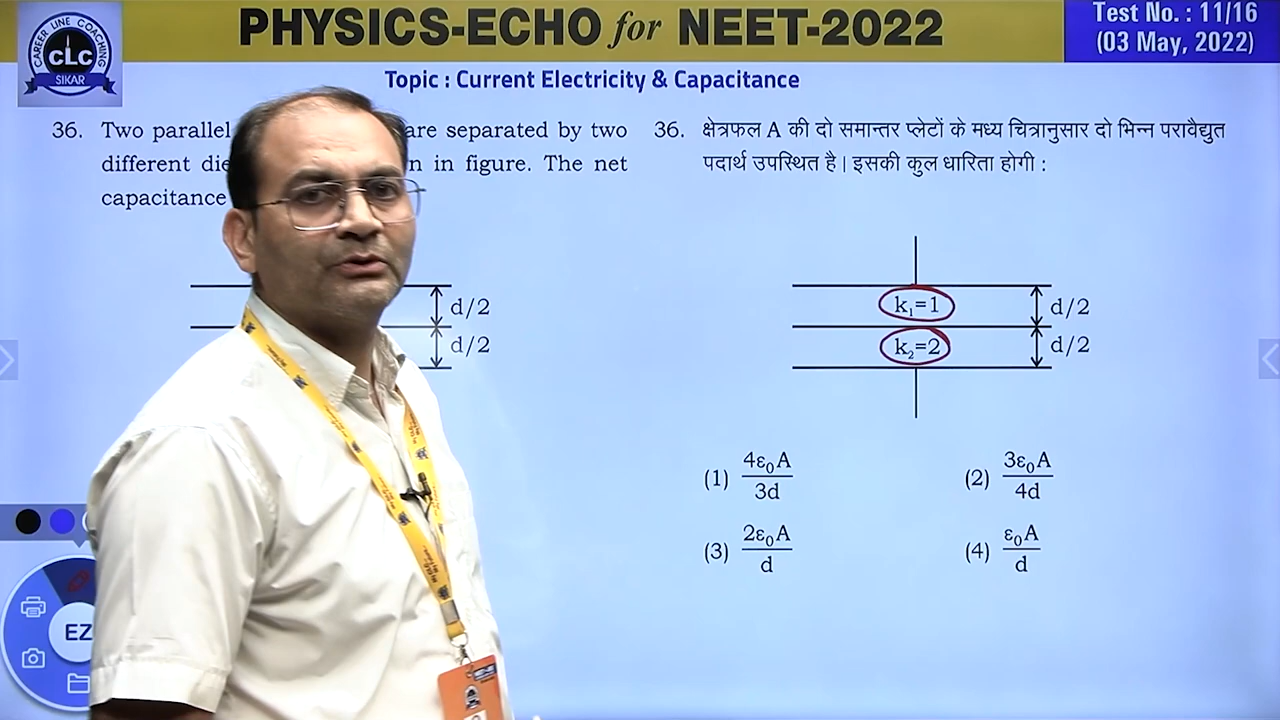 PHYSICS-ECHO for NEET-2022
Test No. : 11/16
(03 May, 2022)
CAREER LINE COACHING
CLC
SIKAR
Topic : Current Electricity & Capacitance
36. Two parallel are separated by two
different in figure. The net
capacitance
d/2
d/2
36. क्षेत्रफल A की दो समान्तर प्लेटों के मध्य चित्रानुसार दो भिन्न परावैद्युत
पदार्थ उपस्थित है। इसकी कुल धारिता होगी :
k₁=1
d/2
k₂=2
d/2
(1) 4ε₀A/3d (2) 3ε₀A/4d
(3) 2ε₀A/d (4) ε₀A/d
EZ